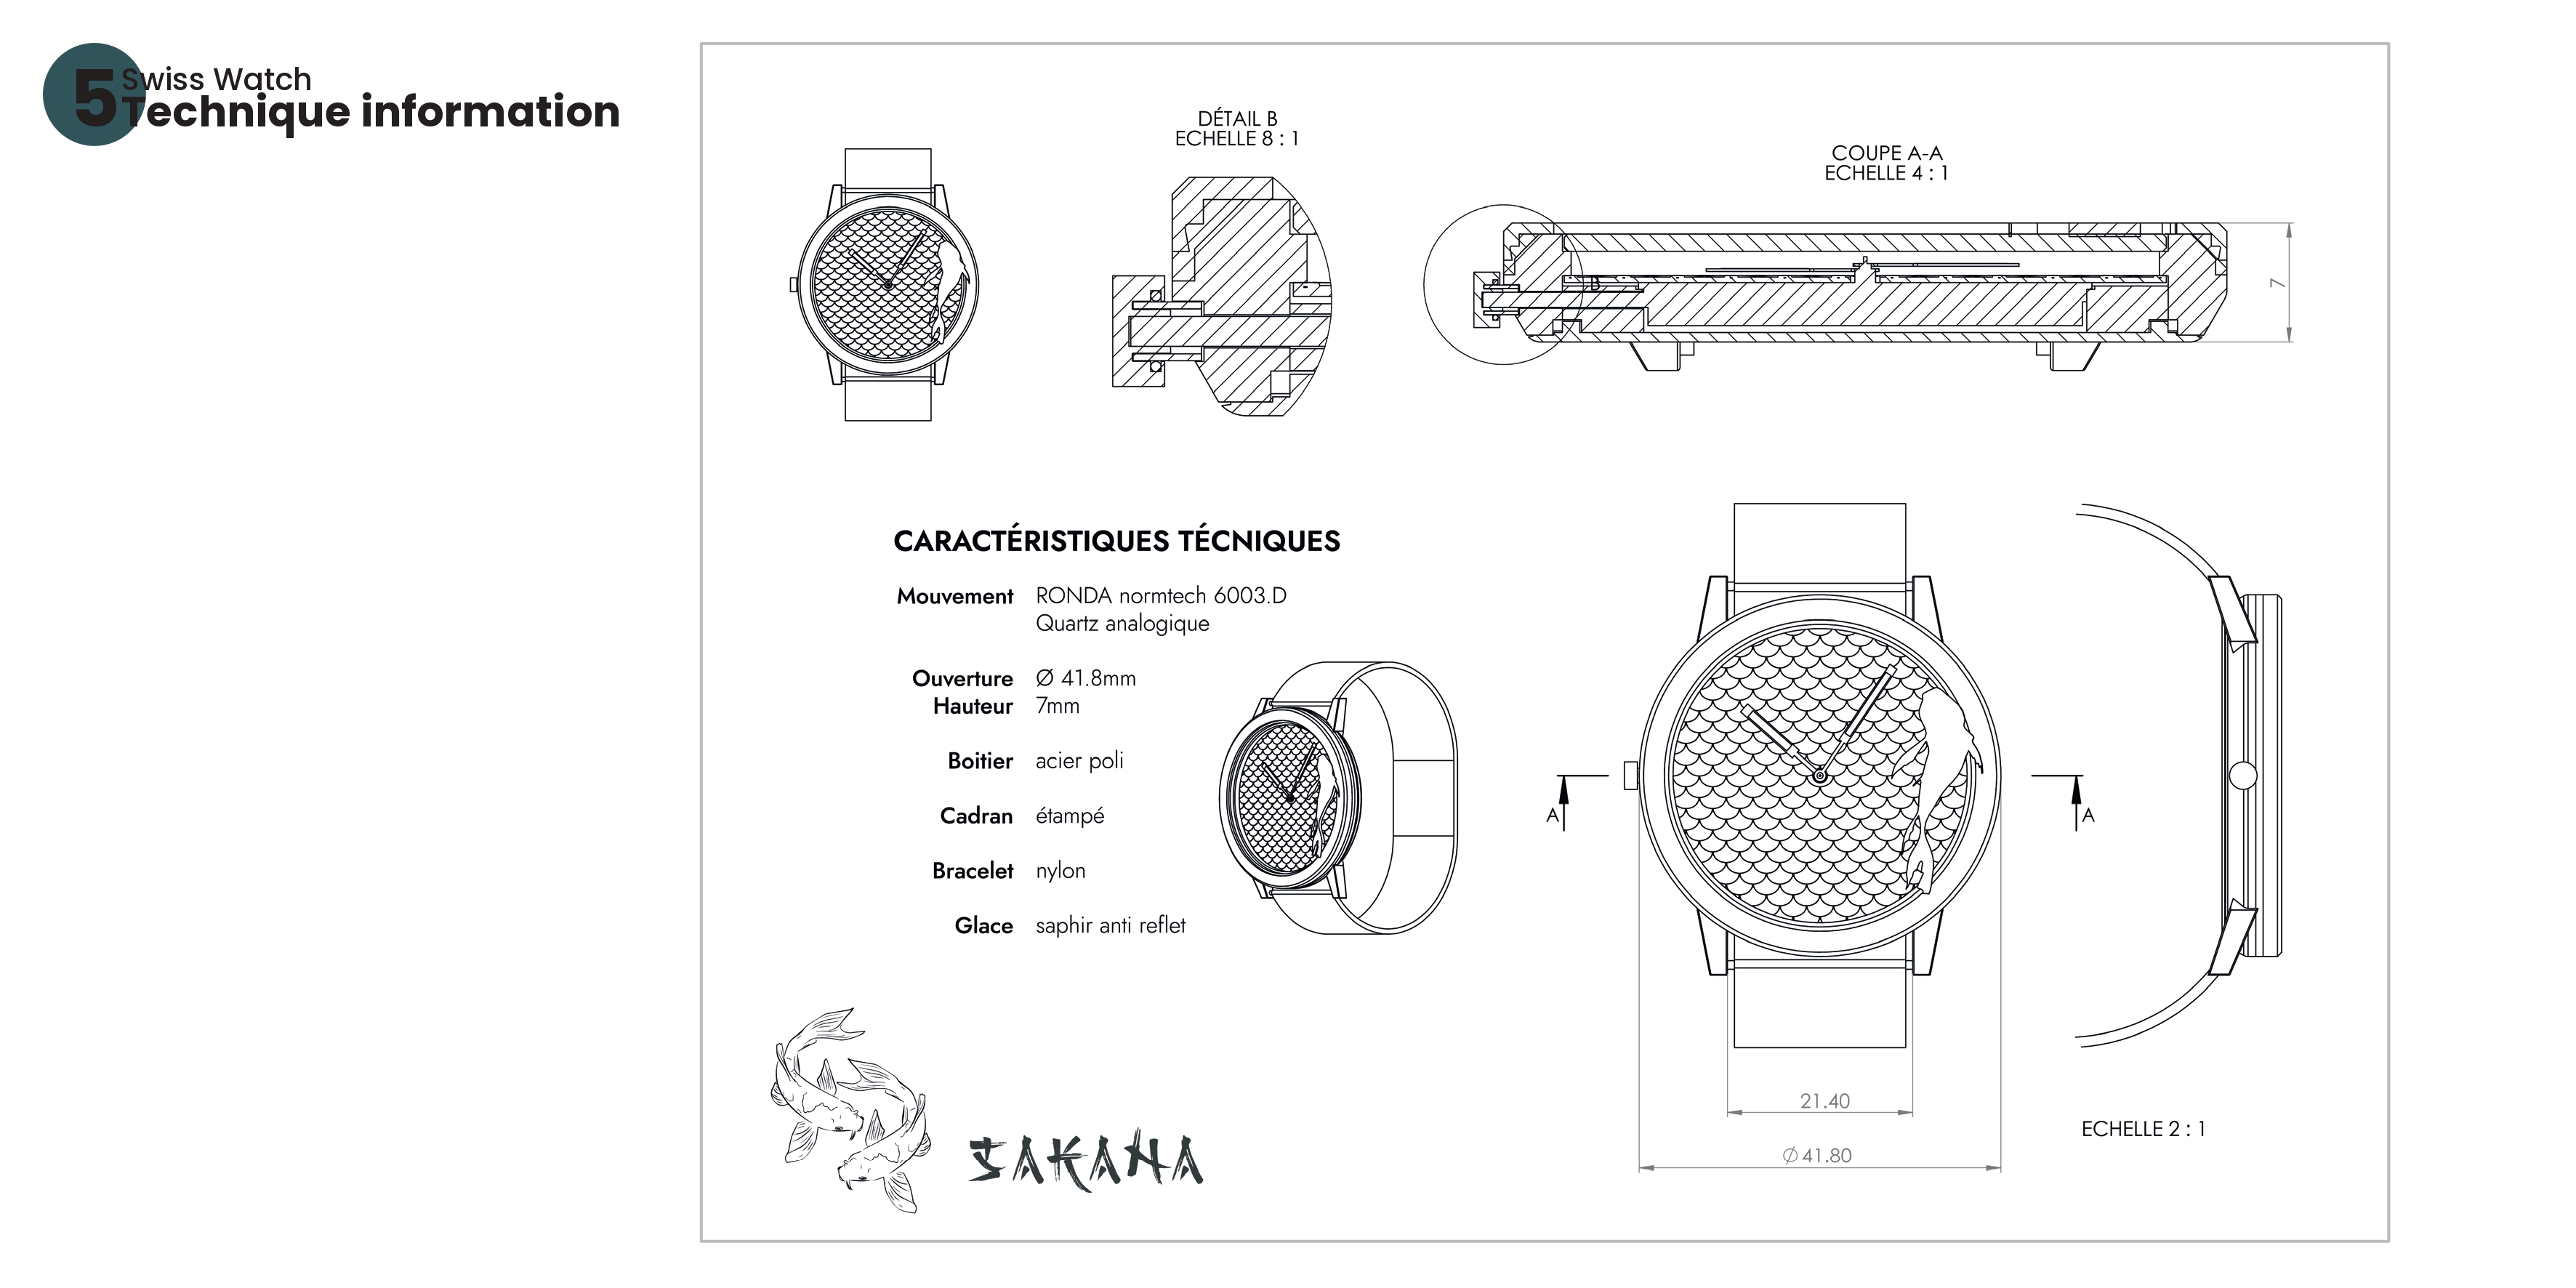 5
Swiss Watch
Technique information
DÉTAIL B
ECHELLE 8 : 1
COUPE A-A
ECHELLE 4 : 1
B
7
CARACTÉRISTIQUES TÉCNIQUES
Mouvement RONDA normtech 6003.D
Quartz analogique
Ouverture Ø 41.8mm
Hauteur 7mm
Boitier acier poli
Cadran étampé
Bracelet nylon
Glace saphir anti reflet
A A
21.40
Ø 41.80
ECHELLE 2 : 1
SAKANA